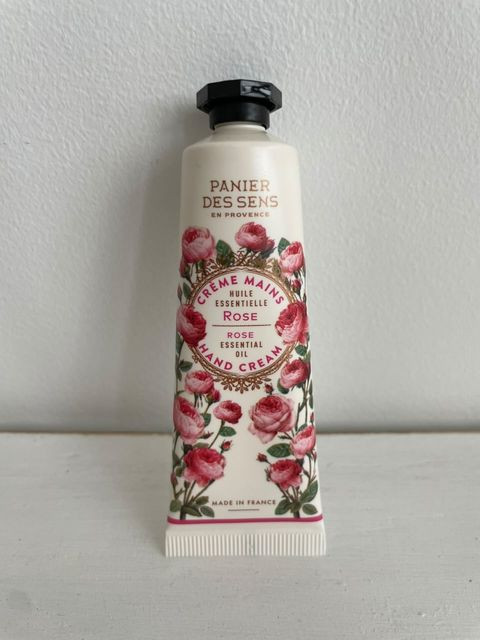 PANIER
DES SENS
EN PROVENCE
CRÈME MAINS
HUILE
ESSENTIELLE
ROSE
ROSE
ESSENTIAL
OIL
HAND CREAM
MADE IN FRANCE